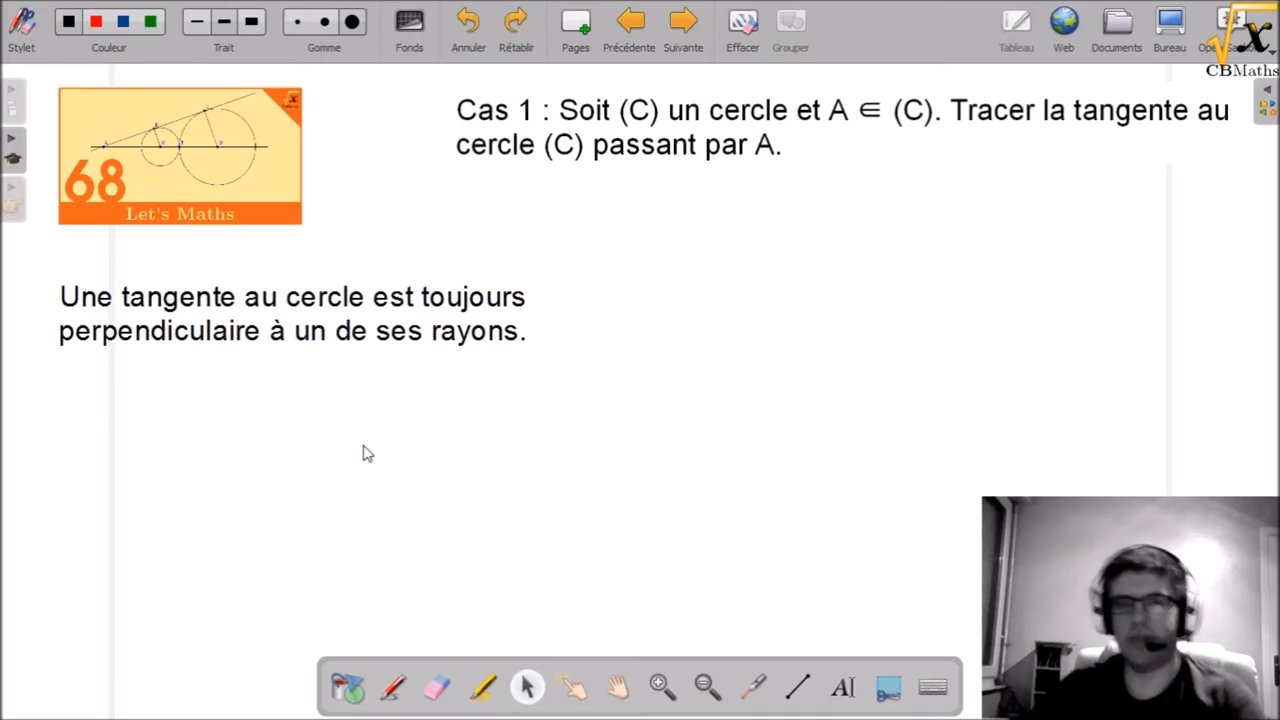 Stylet Couleur Trait Gomme Fonds Annuler Rétablir Pages Précédente Suivante Effacer Grouper Tableau Web Documents Bureau
CBMaths
68
Let's Maths
Cas 1 : Soit (C) un cercle et A ∈ (C). Tracer la tangente au
cercle (C) passant par A.
Une tangente au cercle est toujours
perpendiculaire à un de ses rayons.